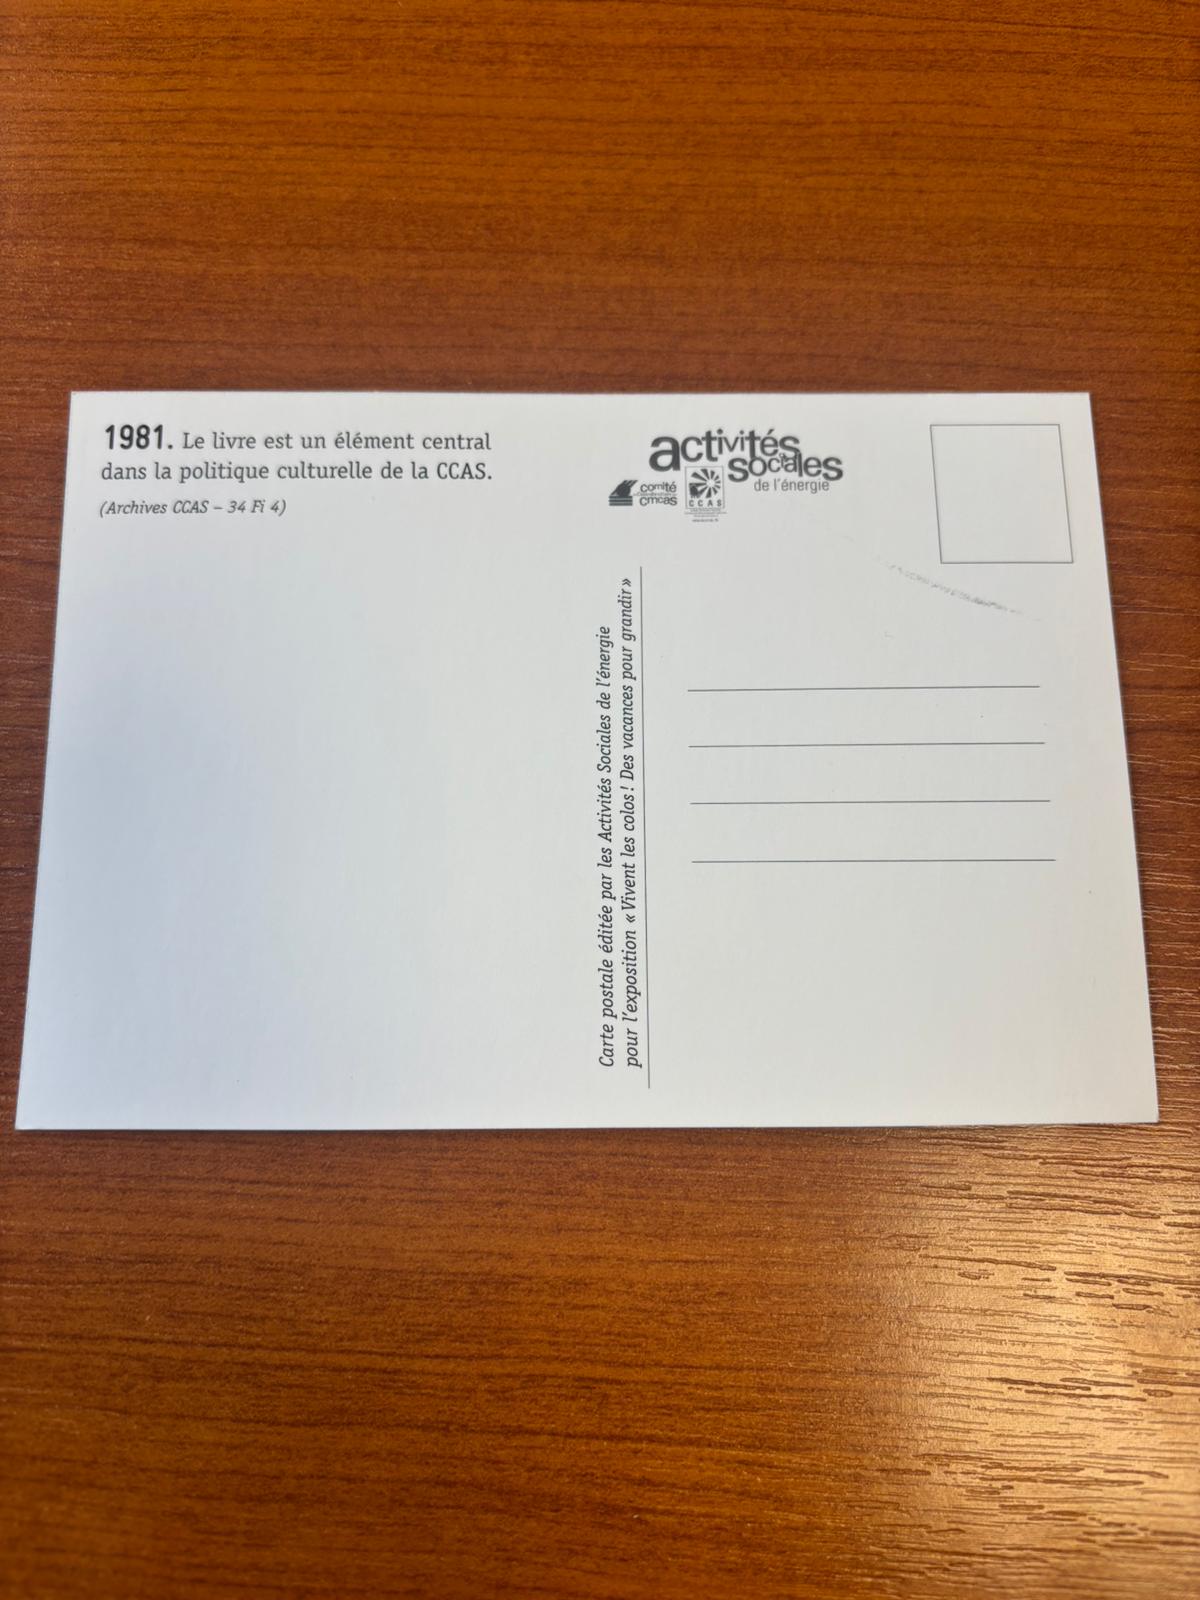 1981. Le livre est un élément central
dans la politique culturelle de la CCAS.
(Archives CCAS – 34 Fi 4)
activités
sociales
de l'énergie
comité
cmcas
CCAS
Carte postale éditée par les Activités Sociales de l'énergie
pour l'exposition « Vivent les colos ! Des vacances pour grandir »